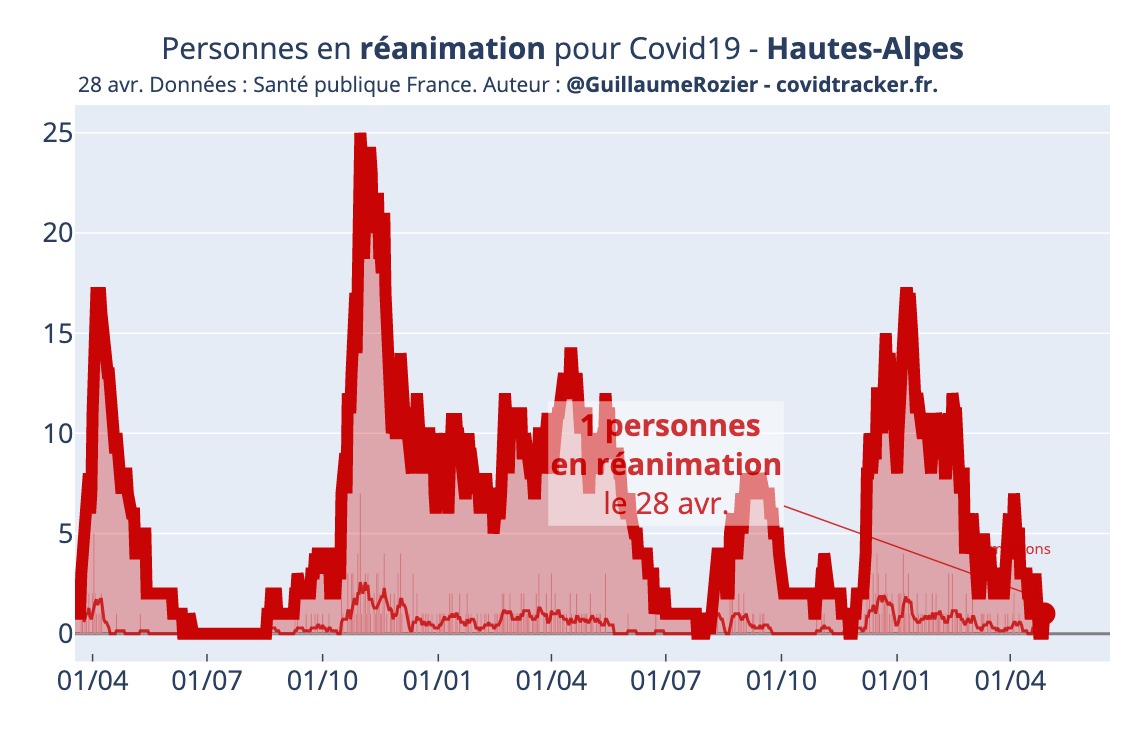 Personnes en réanimation pour Covid19 - Hautes-Alpes
28 avr. Données : Santé publique France. Auteur : @GuillaumeRozier - covidtracker.fr.
25
20
15
10
5
0
1 personnes
en réanimation
le 28 avr.
01/04 01/07 01/10 01/01 01/04 01/07 01/10 01/01 01/04